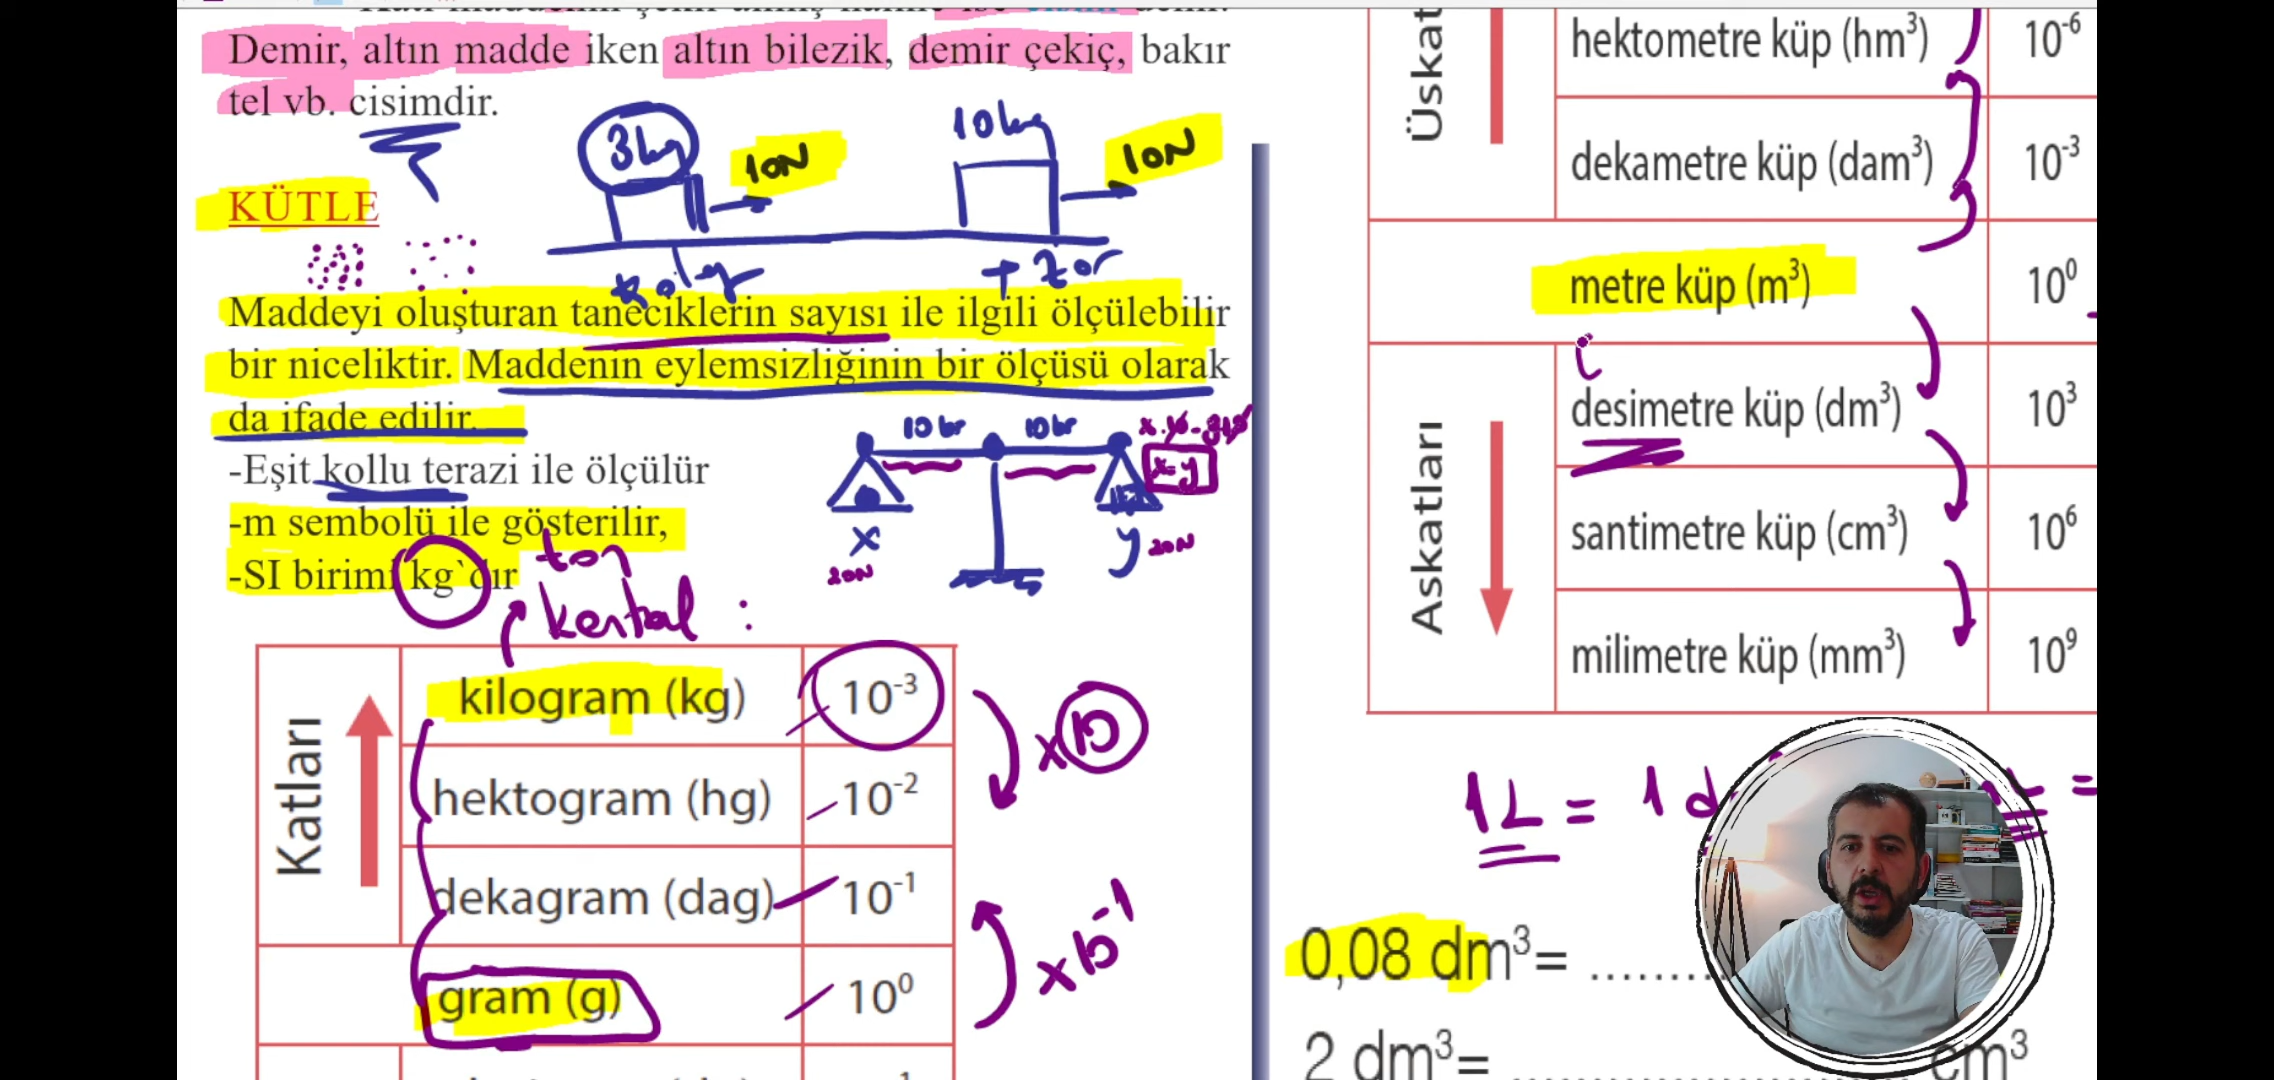 Demir, altın madde iken altın bilezik, demir çekiç, bakır
tel vb. cisimdir.
3kg
10N
10kg
10N
KÜTLE
kolay
+ zor
Maddeyi oluşturan taneciklerin sayısı ile ilgili ölçülebilir
bir niceliktir. Maddenin eylemsizliğinin bir ölçüsü olarak
da ifade edilir.
-Eşit kollu terazi ile ölçülür
-m sembolü ile gösterilir,
-SI birimi kg`dır
10br
10br
x=y
x
y
20N
20N
ton
kental :
Katları
kilogram (kg) 10⁻³
hektogram (hg) 10⁻²
dekagram (dag) 10⁻¹
gram (g) 10⁰
x10
x10⁻¹
Üskat
hektometre küp (hm³) 10⁻⁶
dekametre küp (dam³) 10⁻³
metre küp (m³) 10⁰
Askatları
desimetre küp (dm³) 10³
santimetre küp (cm³) 10⁶
milimetre küp (mm³) 10⁹
1L = 1 d
=
0,08 dm³= ........
2 dm³= ........................ cm³